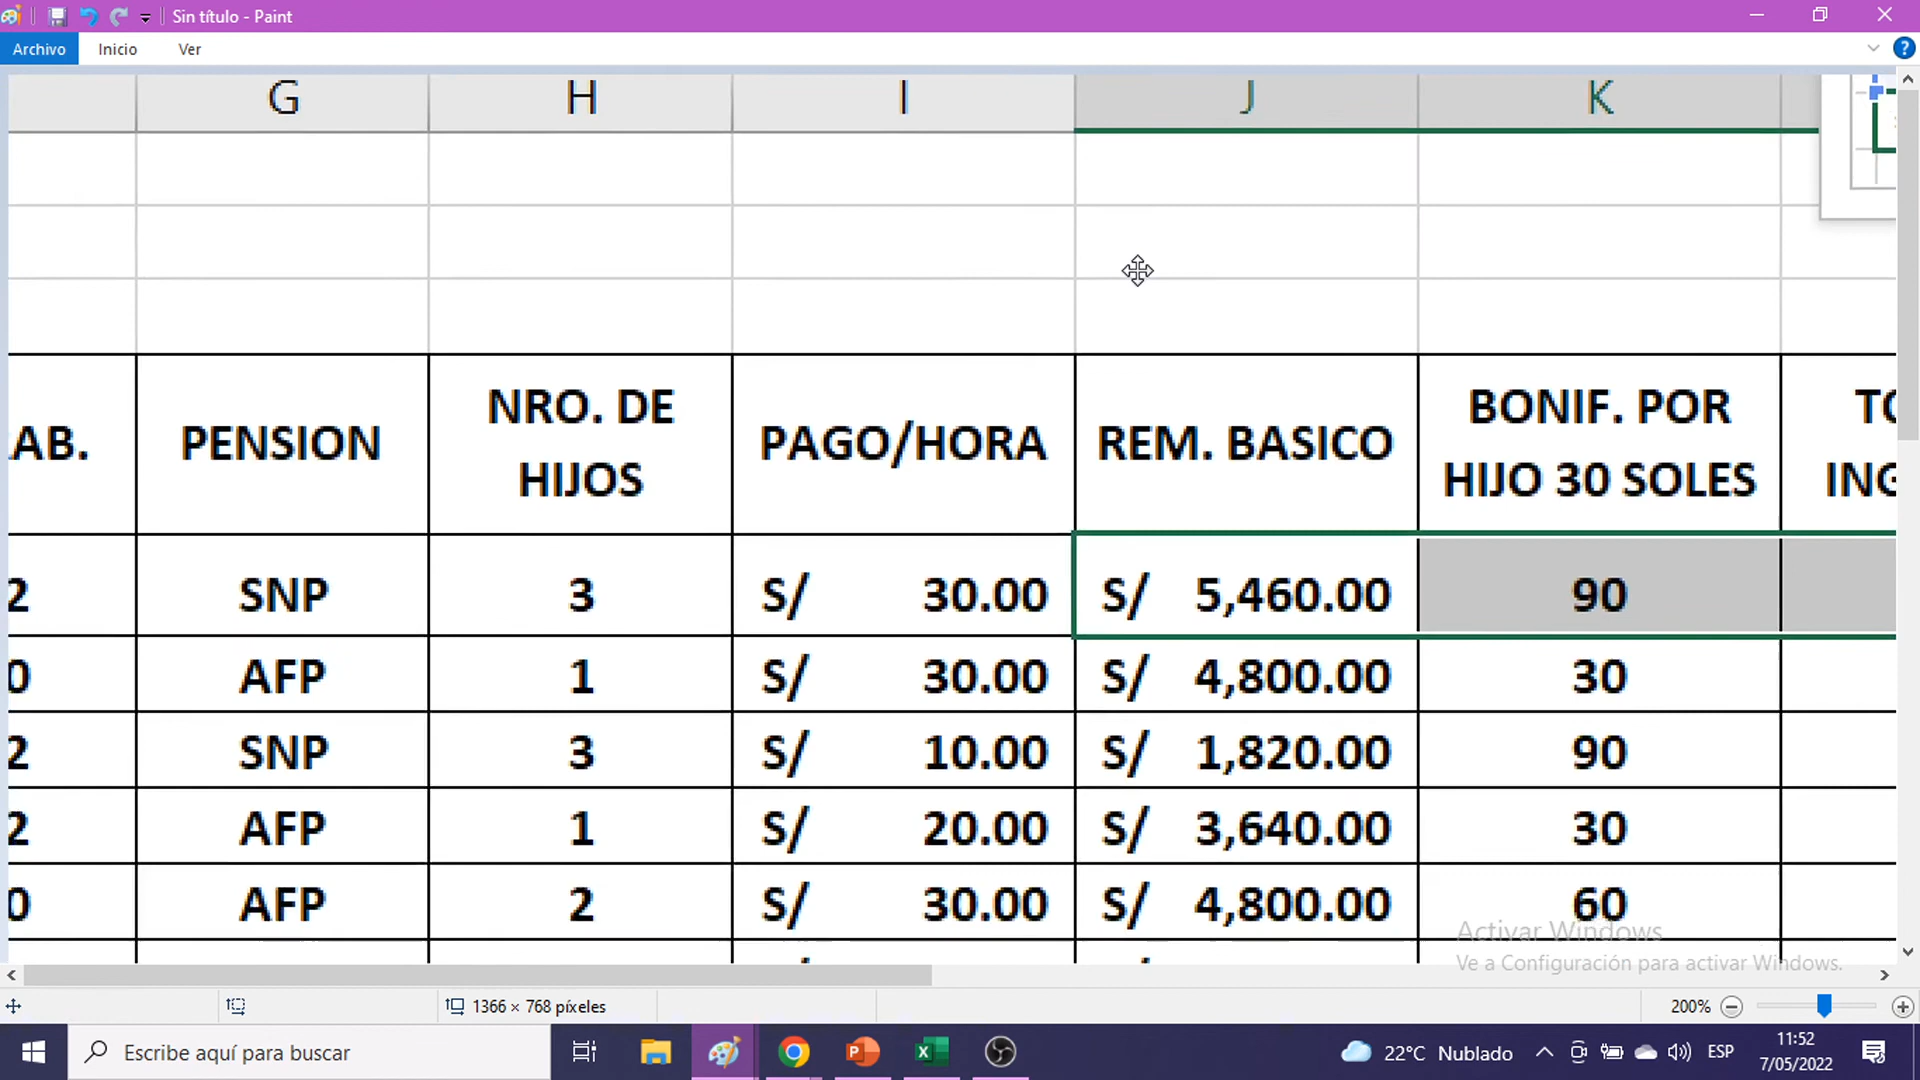 Sin título - Paint
Archivo Inicio Ver
G H I J K
AB. PENSION NRO. DE HIJOS PAGO/HORA REM. BASICO BONIF. POR HIJO 30 SOLES TO ING
2 SNP 3 S/ 30.00 S/ 5,460.00 90
0 AFP 1 S/ 30.00 S/ 4,800.00 30
2 SNP 3 S/ 10.00 S/ 1,820.00 90
2 AFP 1 S/ 20.00 S/ 3,640.00 30
0 AFP 2 S/ 30.00 S/ 4,800.00 60
Activar Windows
Ve a Configuración para activar Windows.
1366 × 768 píxeles 200%
Escribe aquí para buscar 22°C Nublado ESP 11:52
7/05/2022